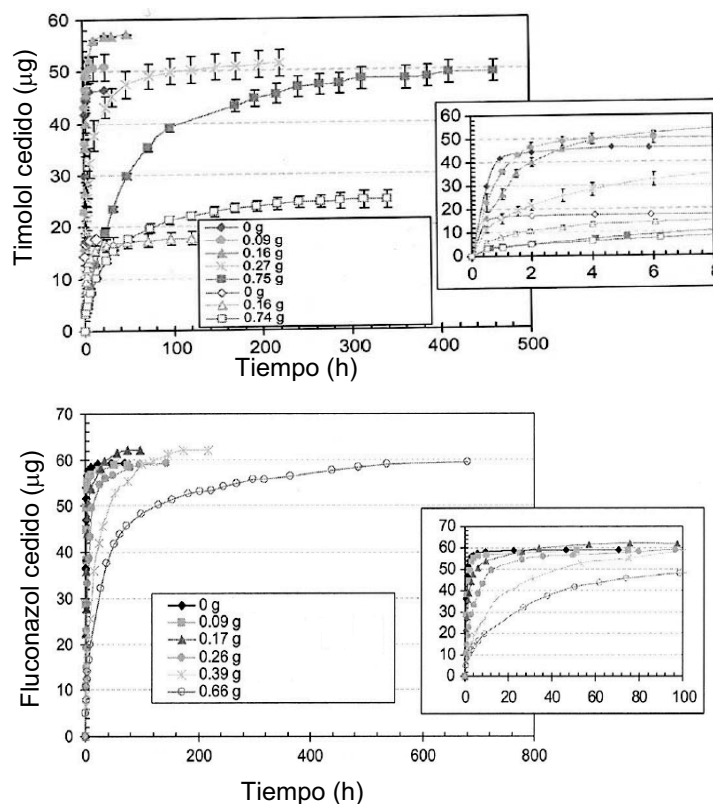 Timolol cedido (µg)
60
50
40
30
20
10
0
0 g
0.09 g
0.16 g
0.27 g
0.75 g
0 g
0.16 g
0.74 g
0 100 200 300 400 500
Tiempo (h)
60
50
40
30
20
10
0
0 2 4 6 8
Fluconazol cedido (µg)
70
60
50
40
30
20
10
0
0 g
0.09 g
0.17 g
0.26 g
0.39 g
0.66 g
0 200 400 600 800
Tiempo (h)
70
60
50
40
30
20
10
0
0 20 40 60 80 100